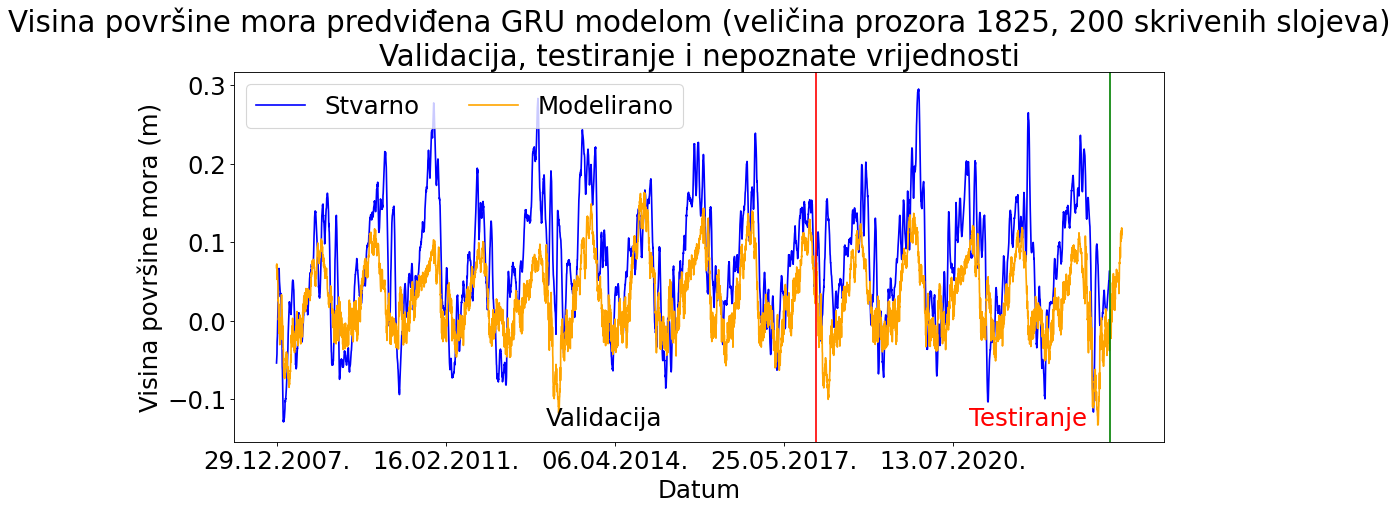 Visina površine mora predviđena GRU modelom (veličina prozora 1825, 200 skrivenih slojeva)
Validacija, testiranje i nepoznate vrijednosti
Stvarno
Modelirano
Visina površine mora (m)
0.3
0.2
0.1
0.0
−0.1
Validacija
Testiranje
29.12.2007.
16.02.2011.
06.04.2014.
25.05.2017.
13.07.2020.
Datum